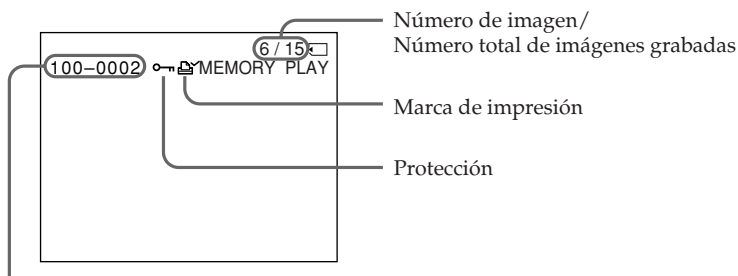 Número de imagen/
Número total de imágenes grabadas
6 / 15
100–0002 MEMORY PLAY
Marca de impresión
Protección